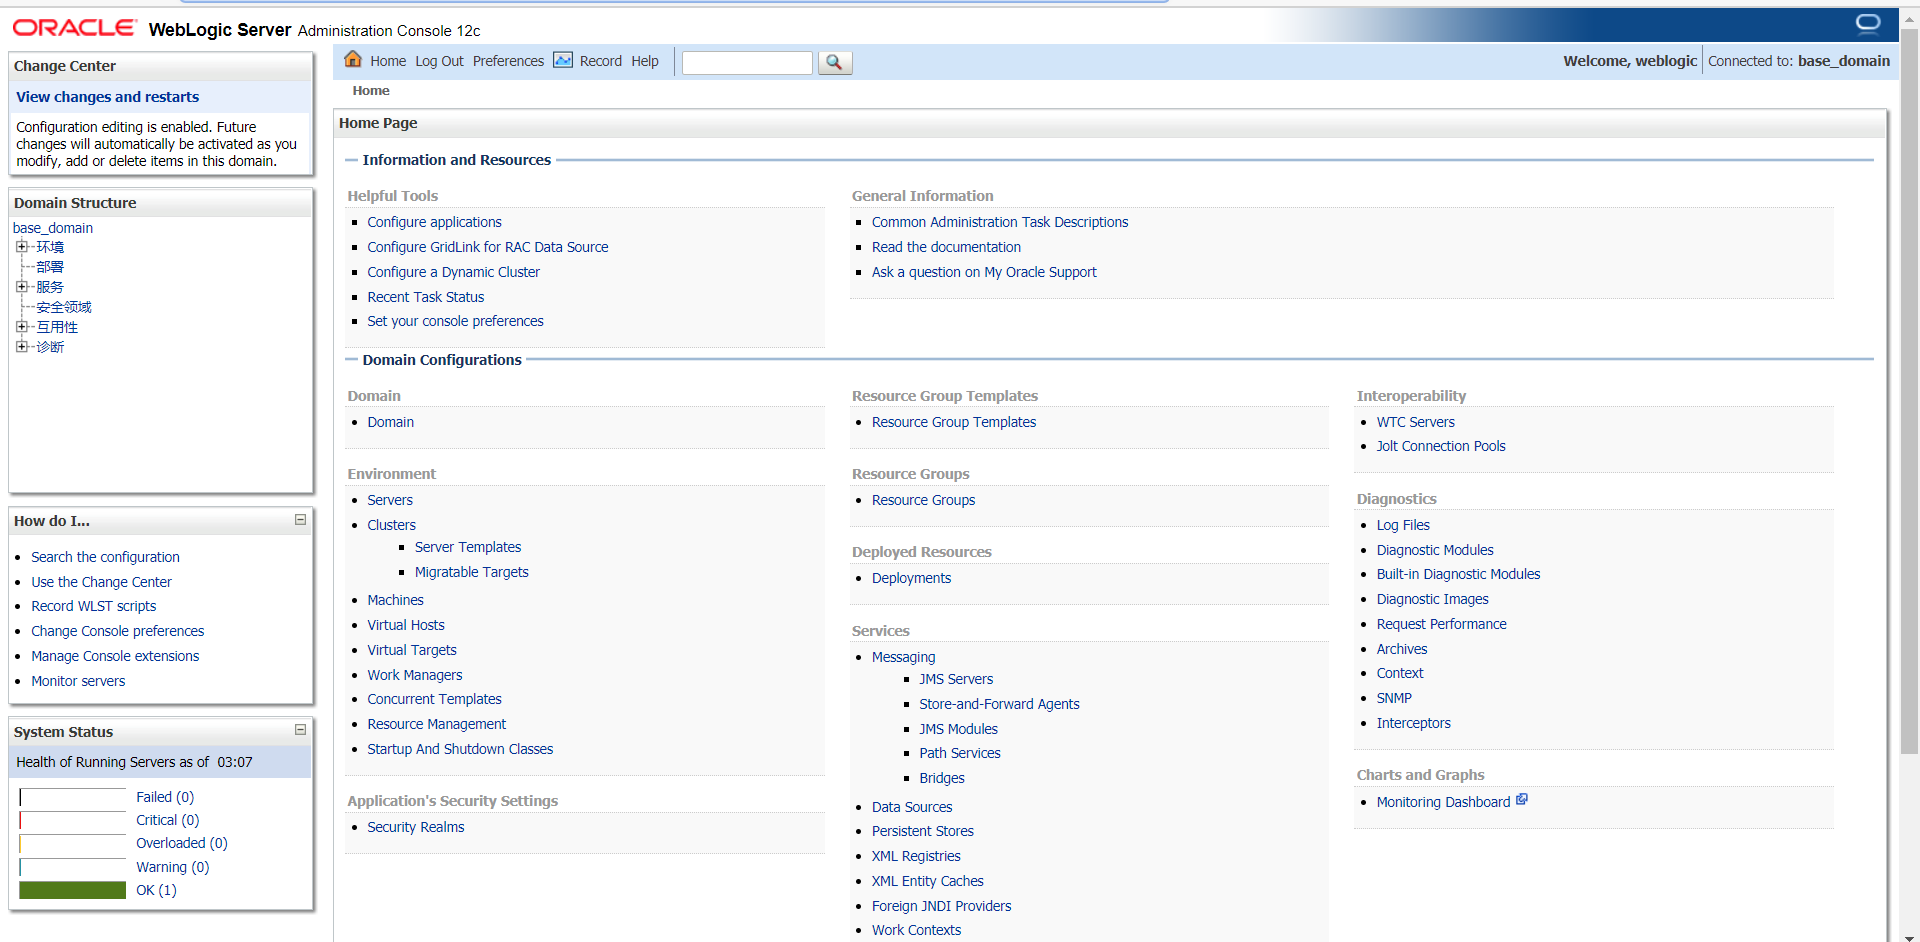 ORACLE WebLogic Server Administration Console 12c
Change Center
View changes and restarts
Configuration editing is enabled. Future
changes will automatically be activated as you
modify, add or delete items in this domain.
Domain Structure
base_domain
环境
部署
服务
安全领域
互用性
诊断
How do I...
Search the configuration
Use the Change Center
Record WLST scripts
Change Console preferences
Manage Console extensions
Monitor servers
System Status
Health of Running Servers as of 03:07
Failed (0)
Critical (0)
Overloaded (0)
Warning (0)
OK (1)
Home Log Out Preferences Record Help
Welcome, weblogic Connected to: base_domain
Home
Home Page
Information and Resources
Helpful Tools
Configure applications
Configure GridLink for RAC Data Source
Configure a Dynamic Cluster
Recent Task Status
Set your console preferences
General Information
Common Administration Task Descriptions
Read the documentation
Ask a question on My Oracle Support
Domain Configurations
Domain
Domain
Environment
Servers
Clusters
Server Templates
Migratable Targets
Machines
Virtual Hosts
Virtual Targets
Work Managers
Concurrent Templates
Resource Management
Startup And Shutdown Classes
Application's Security Settings
Security Realms
Resource Group Templates
Resource Group Templates
Resource Groups
Resource Groups
Deployed Resources
Deployments
Services
Messaging
JMS Servers
Store-and-Forward Agents
JMS Modules
Path Services
Bridges
Data Sources
Persistent Stores
XML Registries
XML Entity Caches
Foreign JNDI Providers
Work Contexts
Interoperability
WTC Servers
Jolt Connection Pools
Diagnostics
Log Files
Diagnostic Modules
Built-in Diagnostic Modules
Diagnostic Images
Request Performance
Archives
Context
SNMP
Interceptors
Charts and Graphs
Monitoring Dashboard